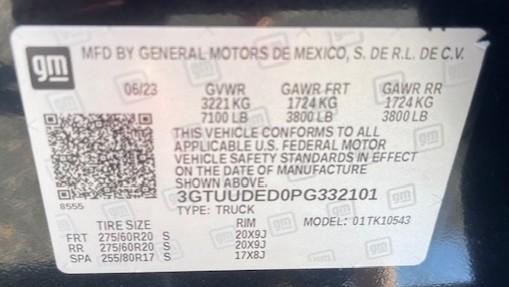 gm
MFD BY GENERAL MOTORS DE MEXICO, S. DE R.L. DE C.V.
06/23 GVWR GAWR FRT GAWR RR
3221 KG 1724 KG 1724 KG
7100 LB 3800 LB 3800 LB
THIS VEHICLE CONFORMS TO ALL
APPLICABLE U.S. FEDERAL MOTOR
VEHICLE SAFETY STANDARDS IN EFFECT
ON THE DATE OF MANUFACTURE
SHOWN ABOVE.
8555
3GTUUDED0PG332101
TYPE: TRUCK
MODEL: 01TK10543
TIRE SIZE RIM
FRT 275/60R20 S 20X9J
RR 275/60R20 S 20X9J
SPA 255/80R17 S 17X8J